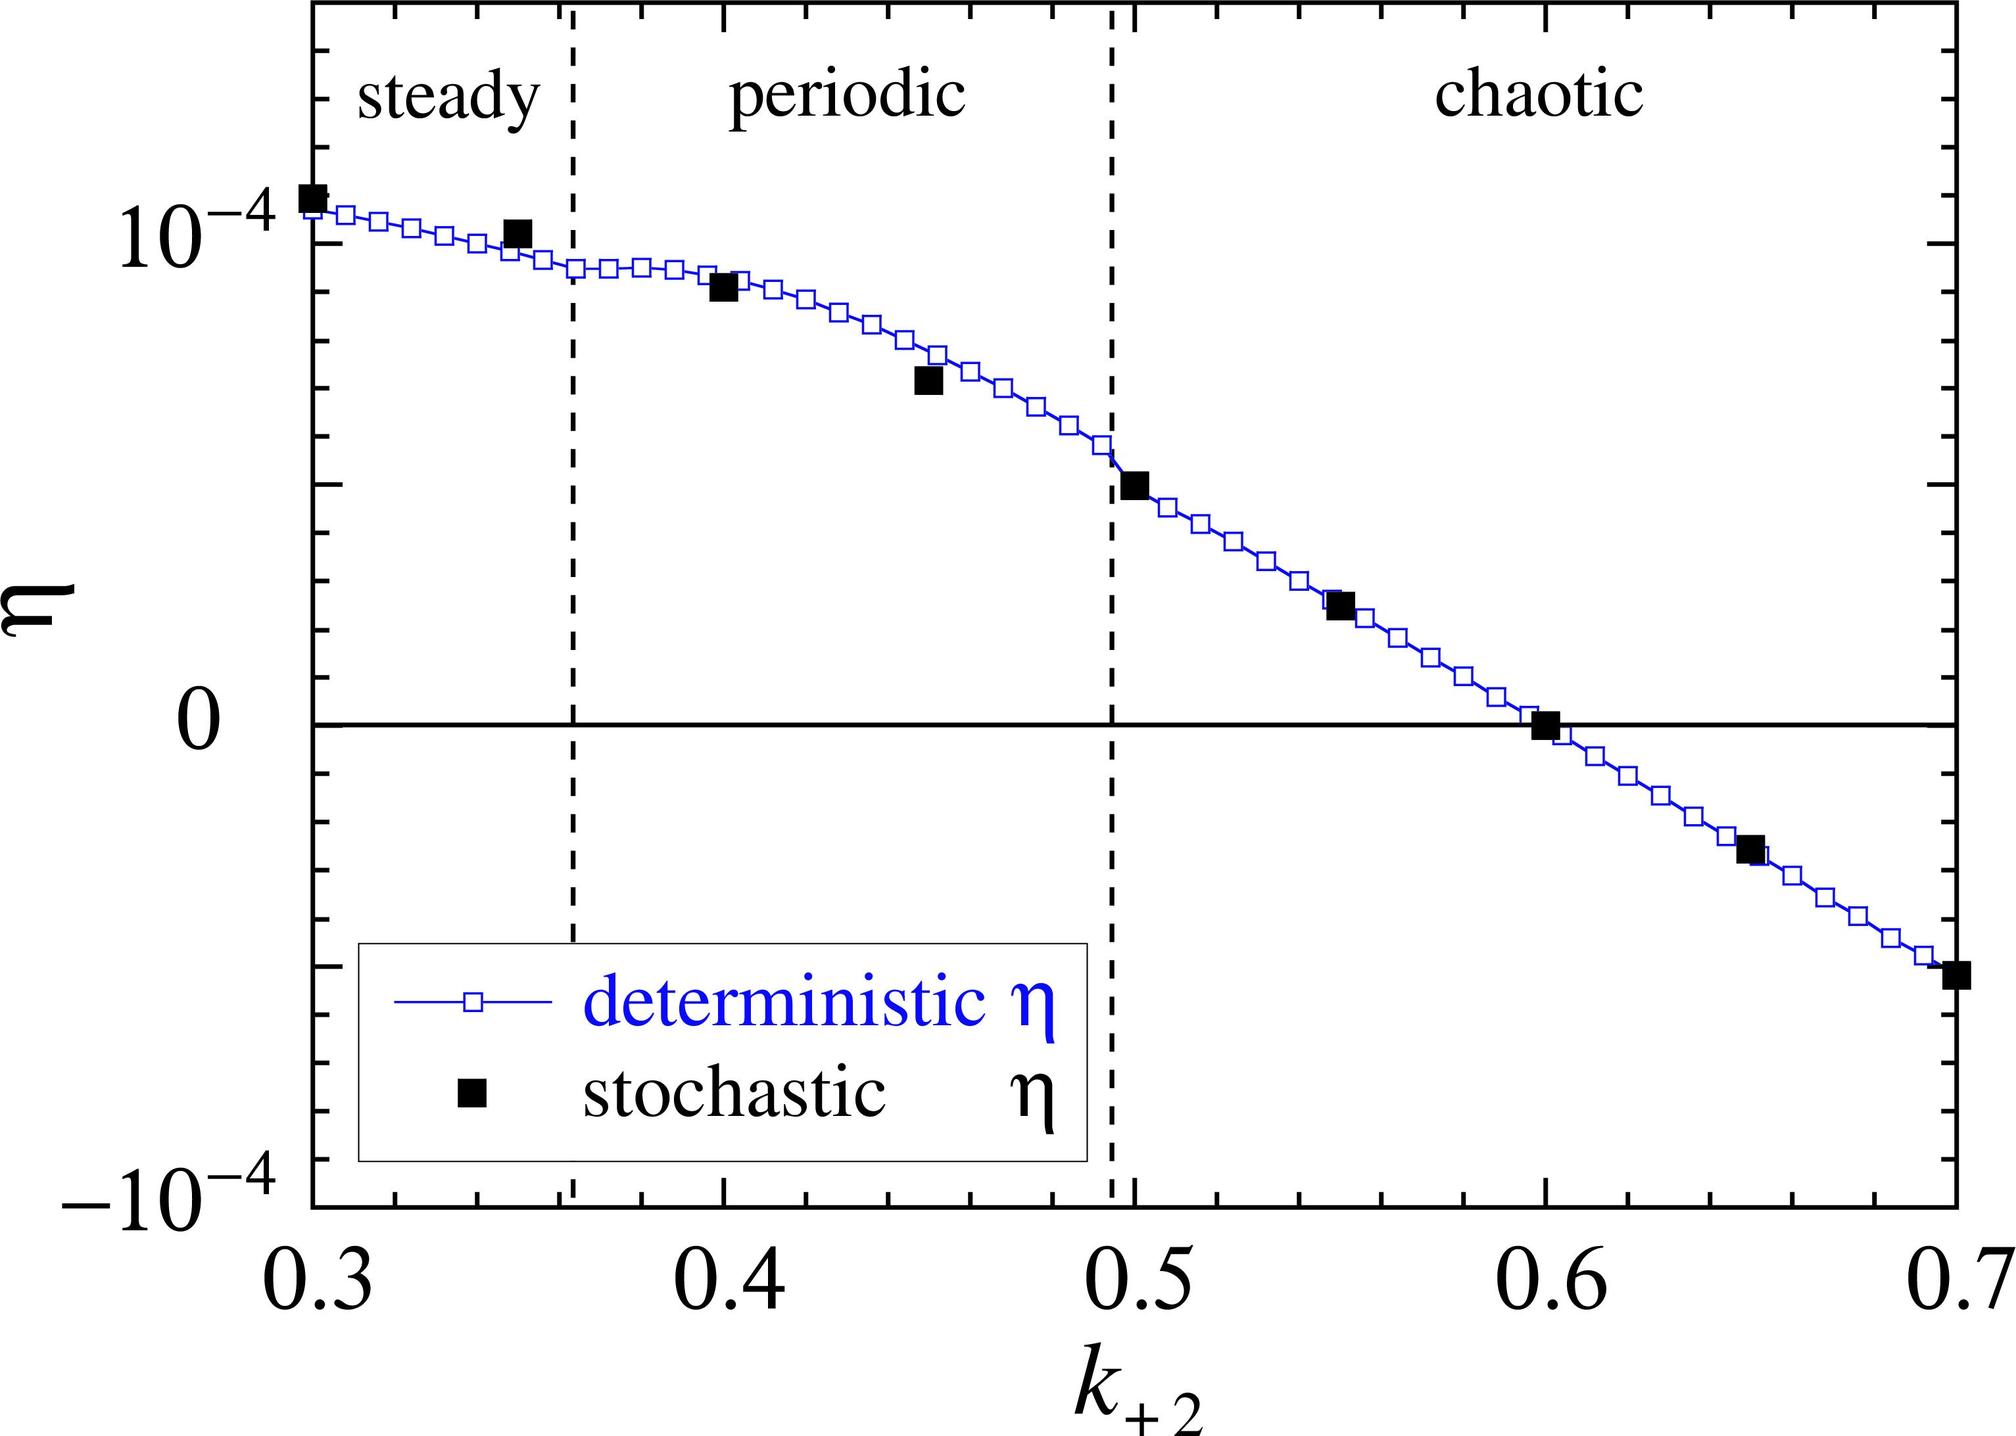 steady periodic chaotic
10⁻⁴
η
0
deterministic η
stochastic η
−10⁻⁴
0.3 0.4 0.5 0.6 0.7
k₊₂